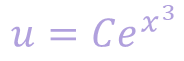 u = Ce^{x^3}